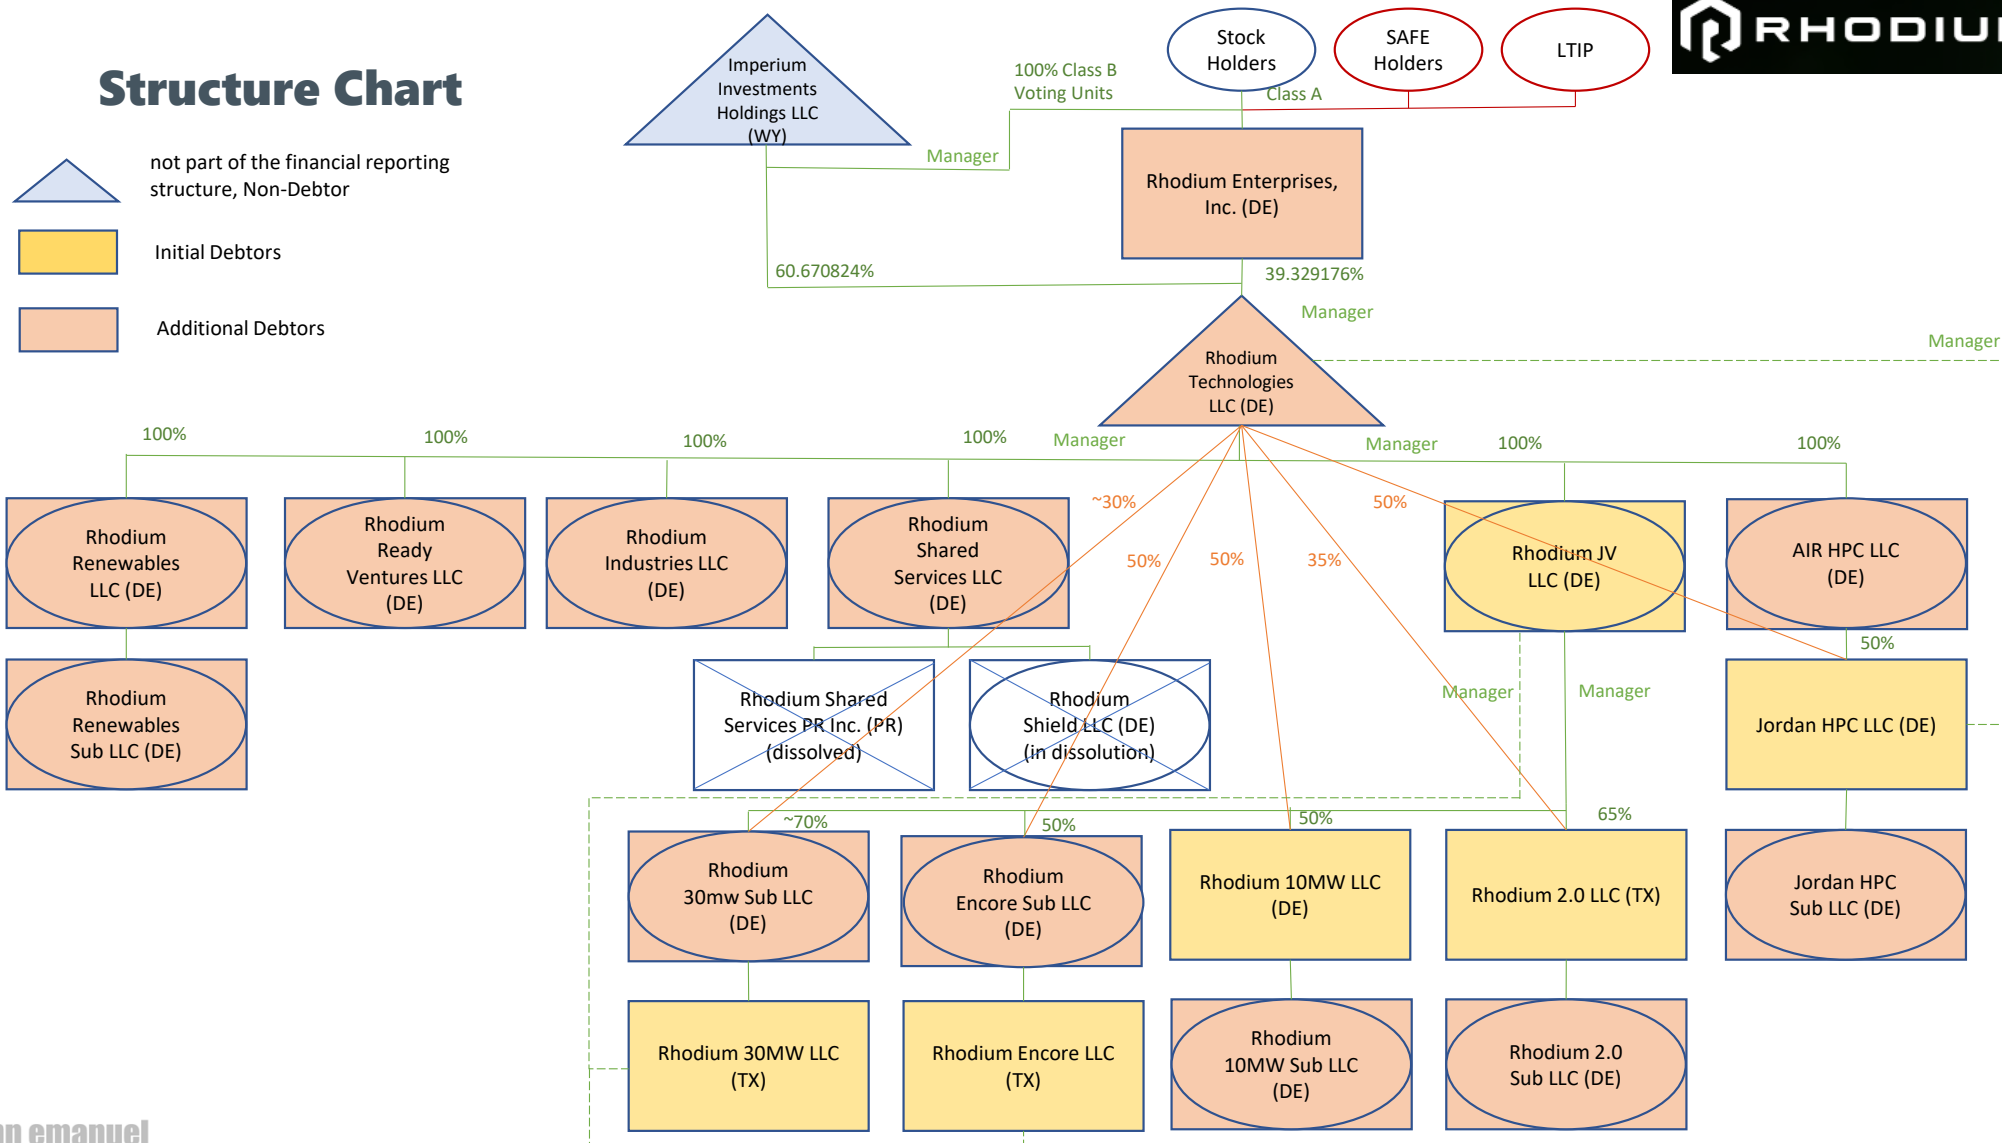 Structure Chart
not part of the financial reporting
structure, Non-Debtor
Initial Debtors
Additional Debtors
Imperium
Investments
Holdings LLC
(WY)
100% Class B
Voting Units
Manager
Stock
Holders
SAFE
Holders
LTIP
Class A
RHODIU
Rhodium Enterprises,
Inc. (DE)
60.670824%
39.329176%
Manager
Manager
Rhodium
Technologies
LLC (DE)
100%
100%
100%
100%
Manager
Manager
100%
100%
~30%
50%
50%
50%
35%
Rhodium
Renewables
LLC (DE)
Rhodium
Ready
Ventures LLC
(DE)
Rhodium
Industries LLC
(DE)
Rhodium
Shared
Services LLC
(DE)
Rhodium JV
LLC (DE)
AIR HPC LLC
(DE)
50%
Rhodium
Renewables
Sub LLC (DE)
Rhodium Shared
Services PR Inc. (PR)
(dissolved)
Rhodium
Shield LLC (DE)
(in dissolution)
Manager
Manager
Jordan HPC LLC (DE)
~70%
50%
50%
65%
Rhodium
30mw Sub LLC
(DE)
Rhodium
Encore Sub LLC
(DE)
Rhodium 10MW LLC
(DE)
Rhodium 2.0 LLC (TX)
Jordan HPC
Sub LLC (DE)
Rhodium 30MW LLC
(TX)
Rhodium Encore LLC
(TX)
Rhodium
10MW Sub LLC
(DE)
Rhodium 2.0
Sub LLC (DE)
emanuel